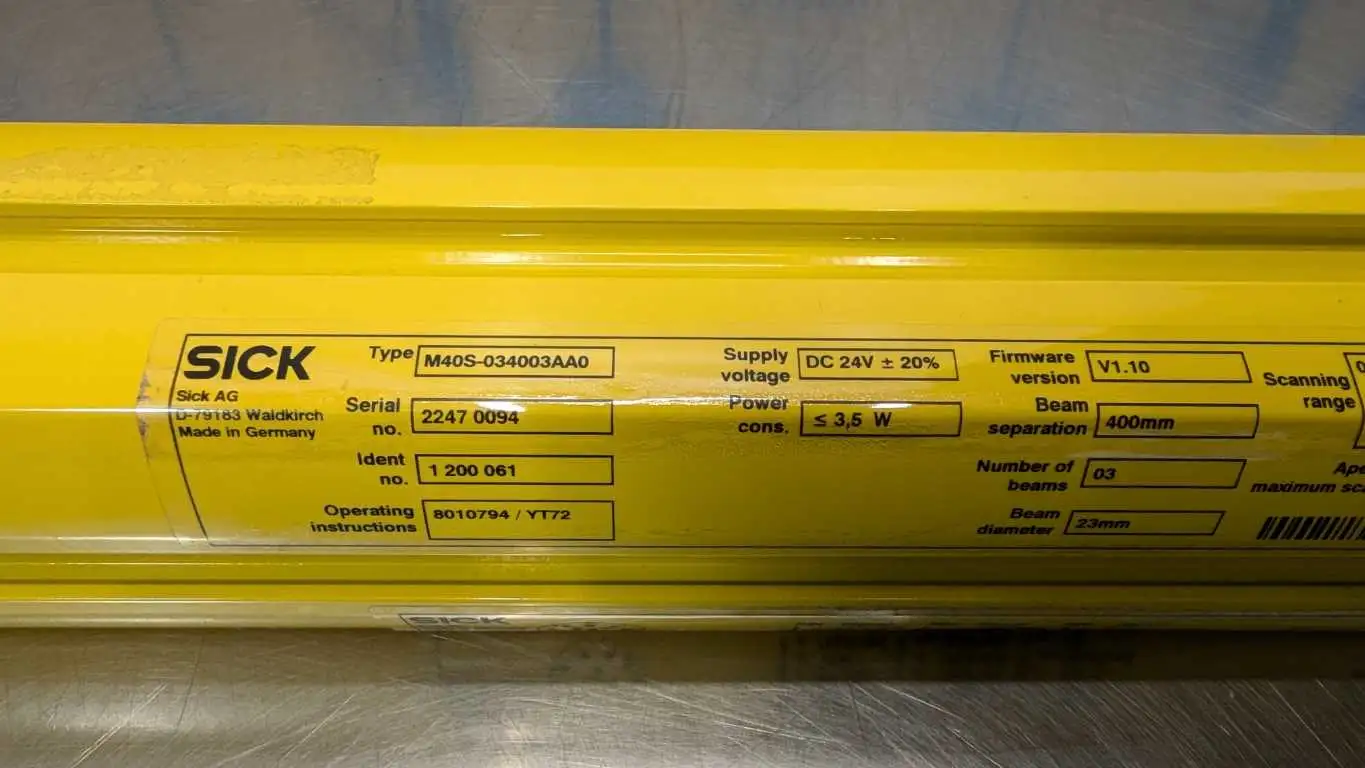 SICK
Sick AG
D-79183 Waldkirch
Made in Germany
Type M40S-034003AA0
Serial no. 2247 0094
Ident no. 1 200 061
Operating instructions 8010794 / YT72
Supply voltage DC 24V ± 20%
Power cons. ≤ 3,5 W
Firmware version V1.10
Beam separation 400mm
Number of beams 03
Beam diameter 23mm
Scanning range
maximum
SICK